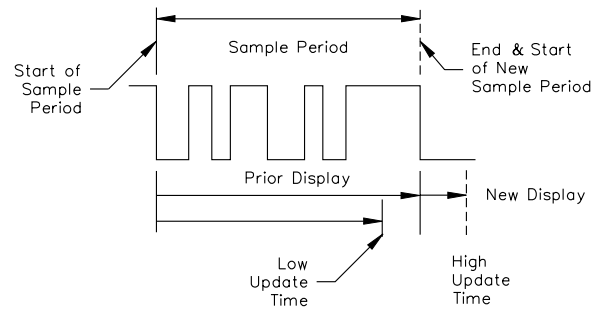 Sample Period
Start of
Sample
Period
End & Start
of New
Sample Period
Prior Display
New Display
Low
Update
Time
High
Update
Time